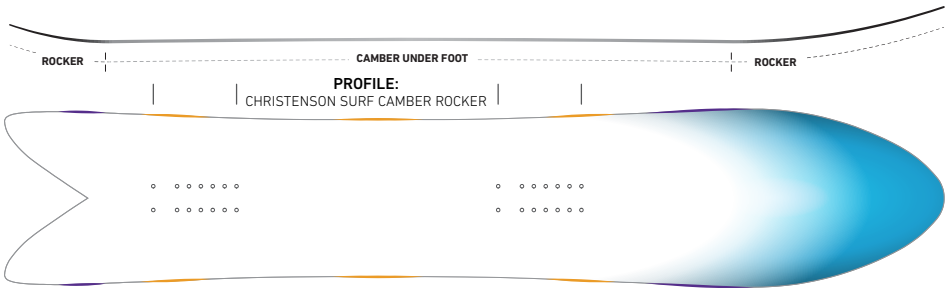 ROCKER
CAMBER UNDER FOOT
ROCKER
PROFILE:
CHRISTENSON SURF CAMBER ROCKER